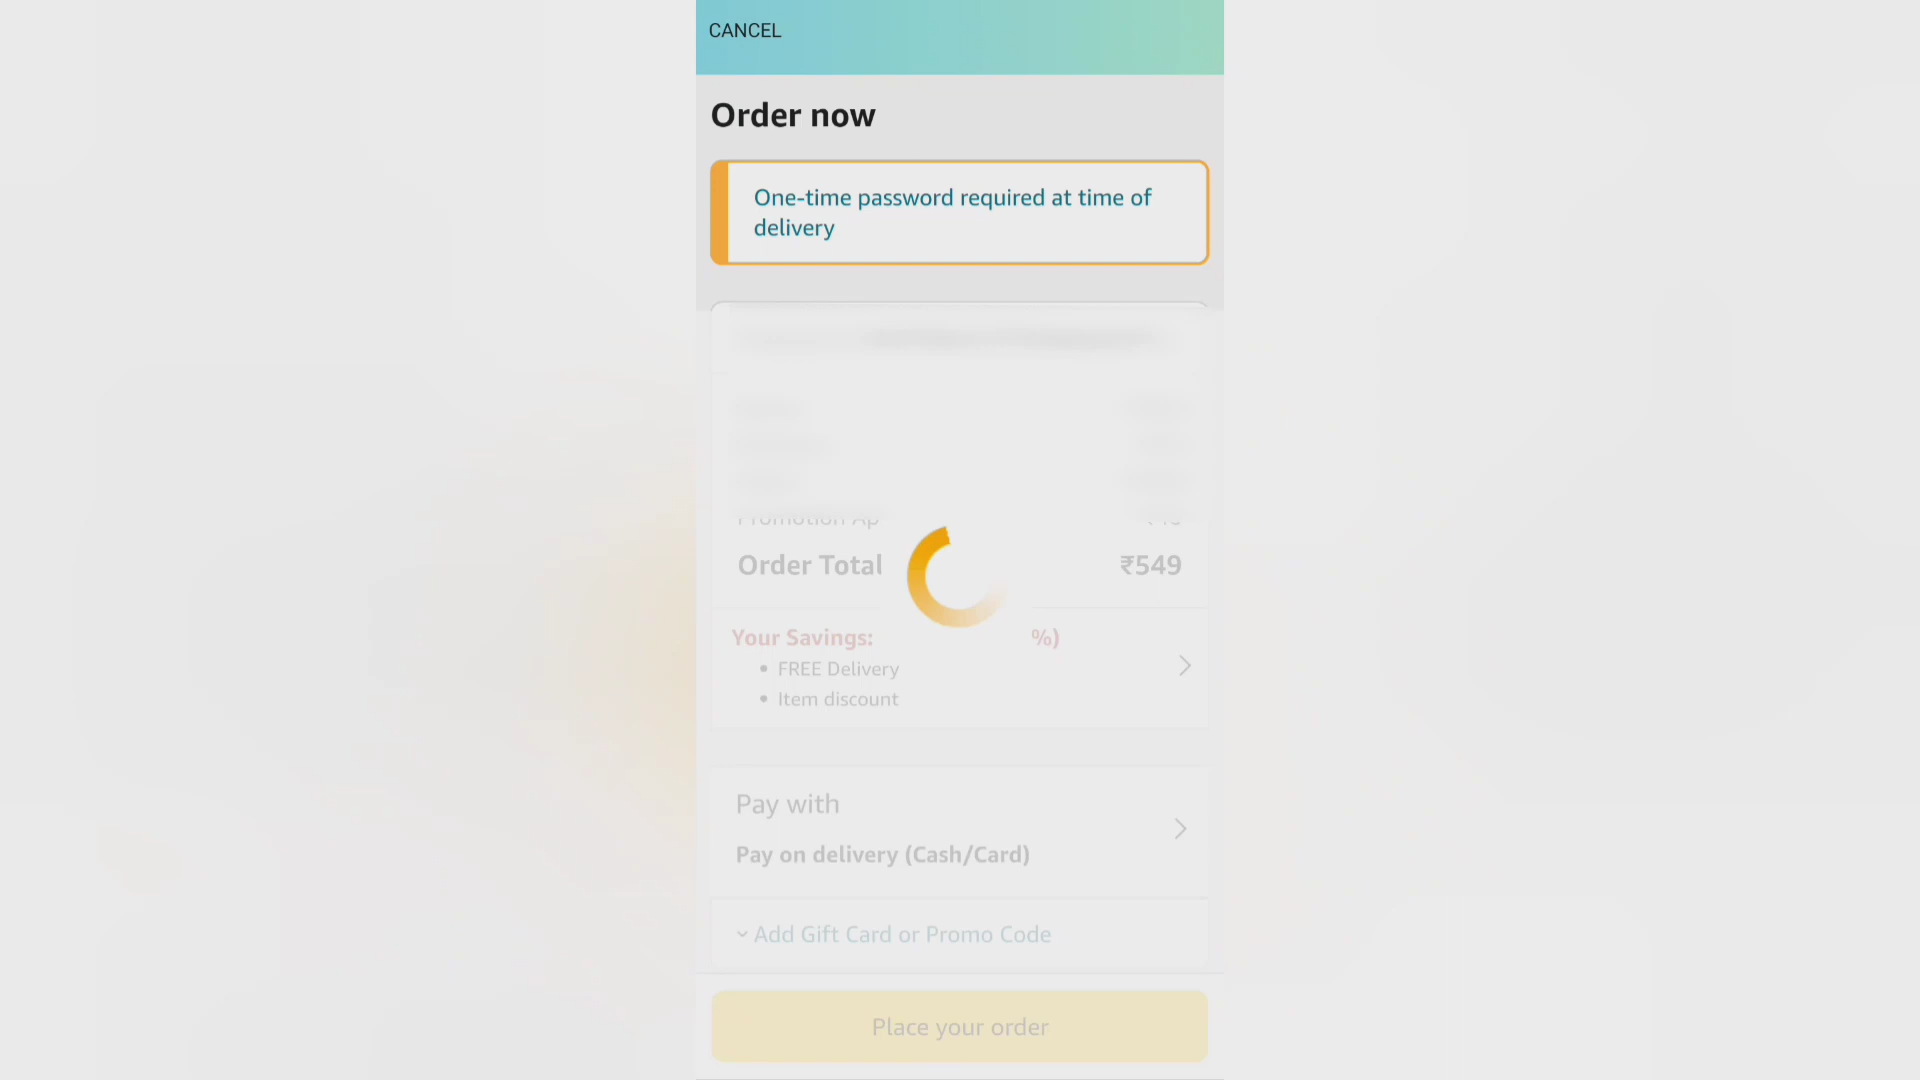 CANCEL
Order now
One-time password required at time of
delivery
Order Total ₹549
Your Savings: %)
• FREE Delivery
• Item discount
Pay with
Pay on delivery (Cash/Card)
Add Gift Card or Promo Code
Place your order